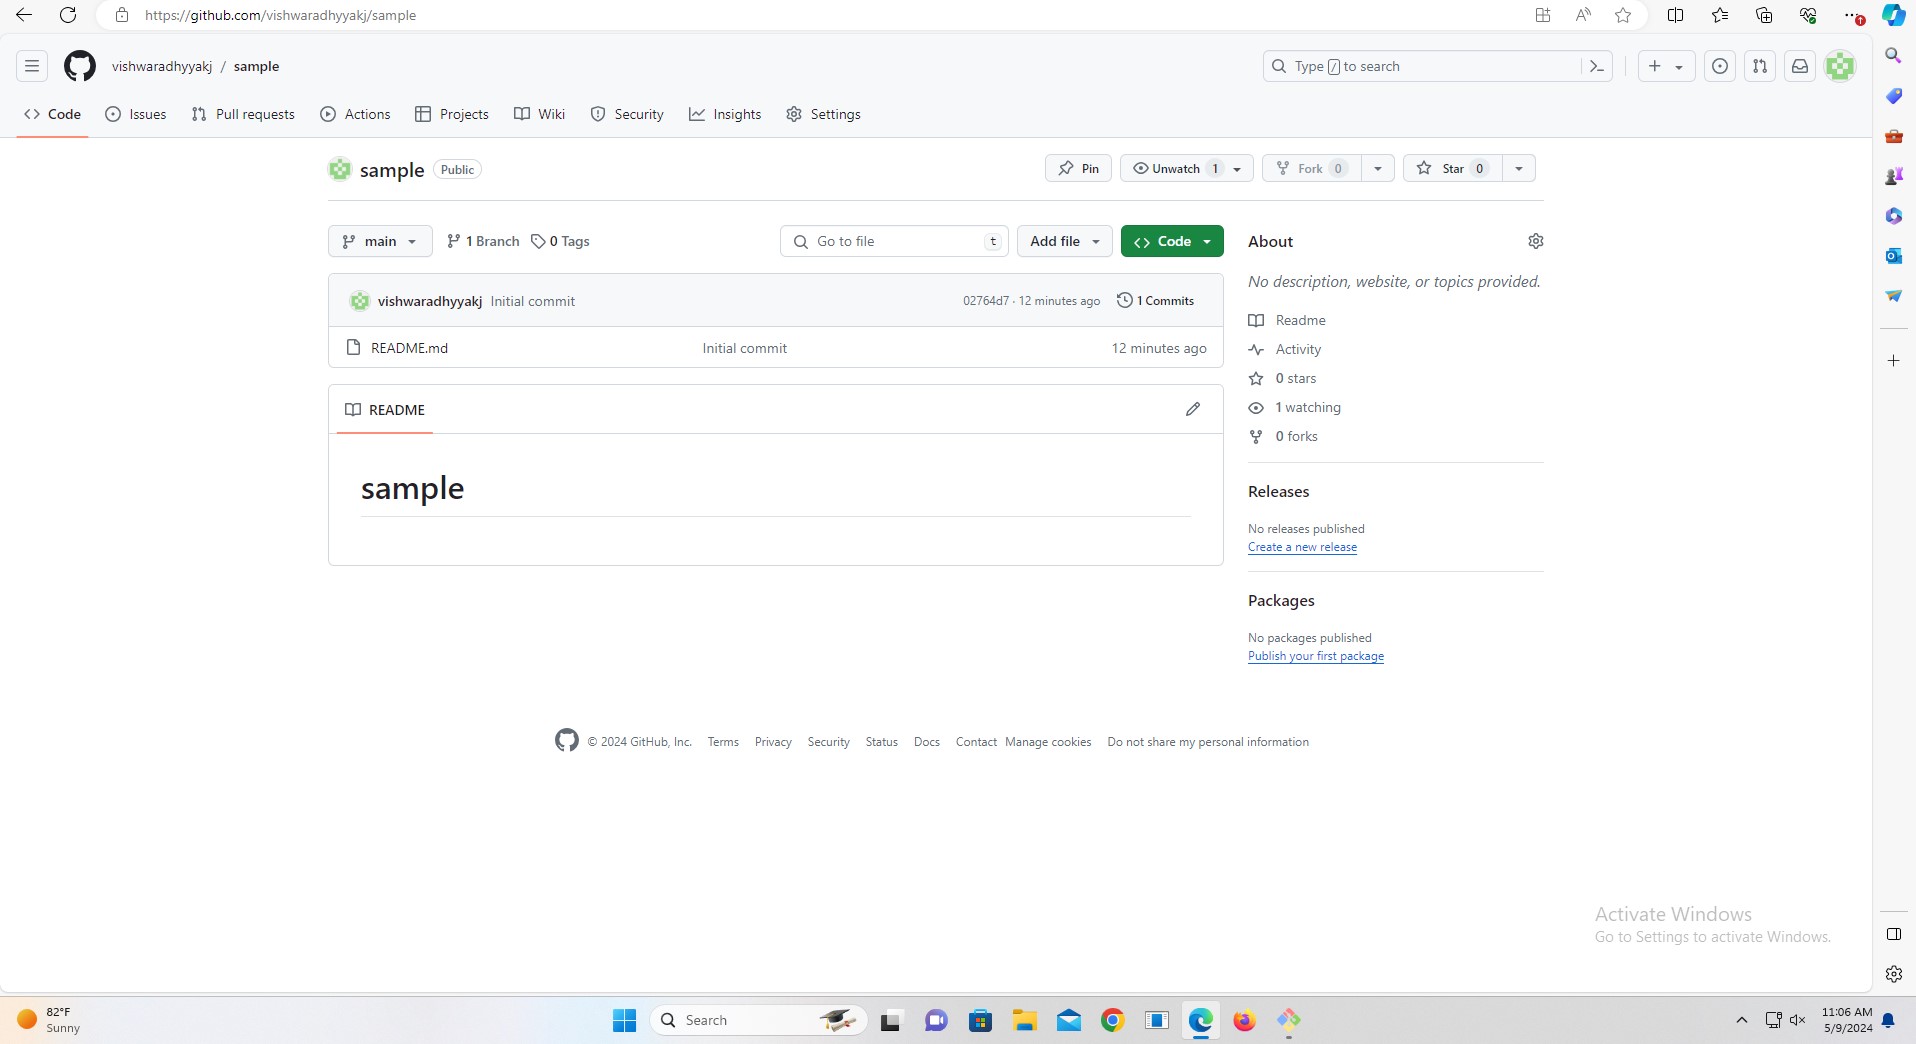 https://github.com/vishwaradhyyakj/sample
vishwaradhyyakj / sample
Type / to search
Code Issues Pull requests Actions Projects Wiki Security Insights Settings
sample Public
Pin Unwatch 1 Fork 0 Star 0
main 1 Branch 0 Tags
Go to file t Add file Code
vishwaradhyyakj Initial commit
02764d7 · 12 minutes ago 1 Commits
README.md Initial commit 12 minutes ago
README
sample
About
No description, website, or topics provided.
Readme
Activity
0 stars
1 watching
0 forks
Releases
No releases published
Create a new release
Packages
No packages published
Publish your first package
© 2024 GitHub, Inc. Terms Privacy Security Status Docs Contact Manage cookies Do not share my personal information
Activate Windows
Go to Settings to activate Windows.
82°F
Sunny
Search
11:06 AM
5/9/2024